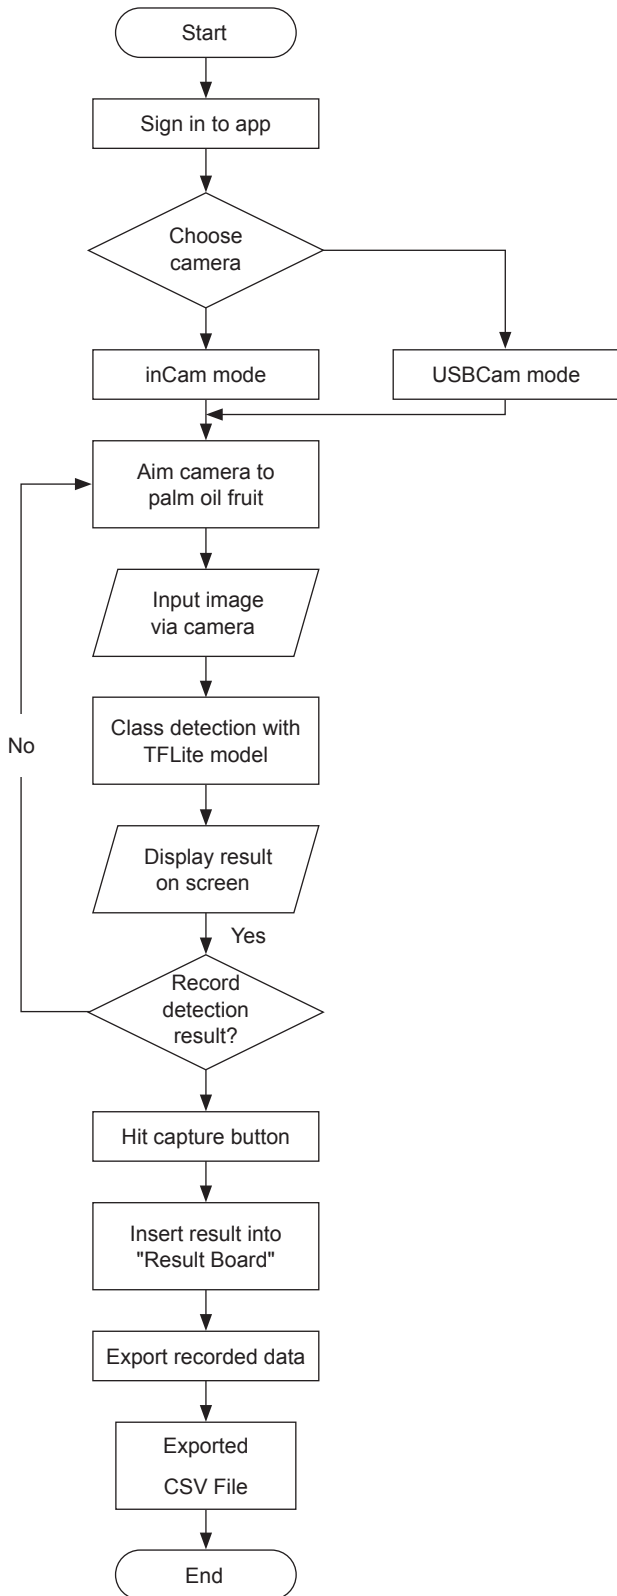 Start
Sign in to app
Choose
camera
inCam mode
USBCam mode
Aim camera to
palm oil fruit
Input image
via camera
Class detection with
TFLite model
No
Display result
on screen
Yes
Record
detection
result?
Hit capture button
Insert result into
"Result Board"
Export recorded data
Exported
CSV File
End